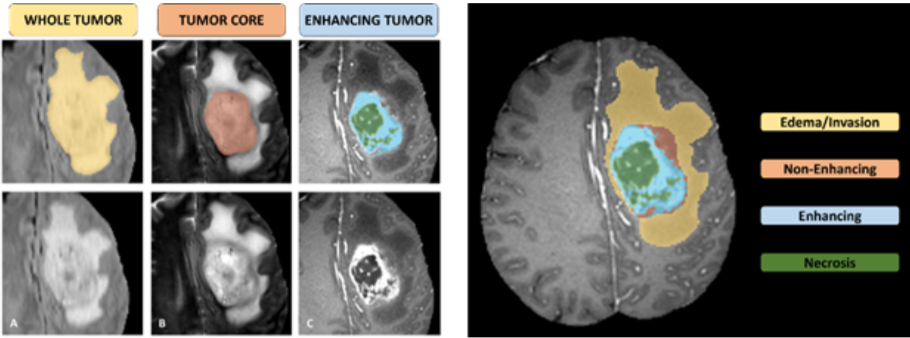 WHOLE TUMOR
TUMOR CORE
ENHANCING TUMOR
A
B
C
Edema/Invasion
Non-Enhancing
Enhancing
Necrosis